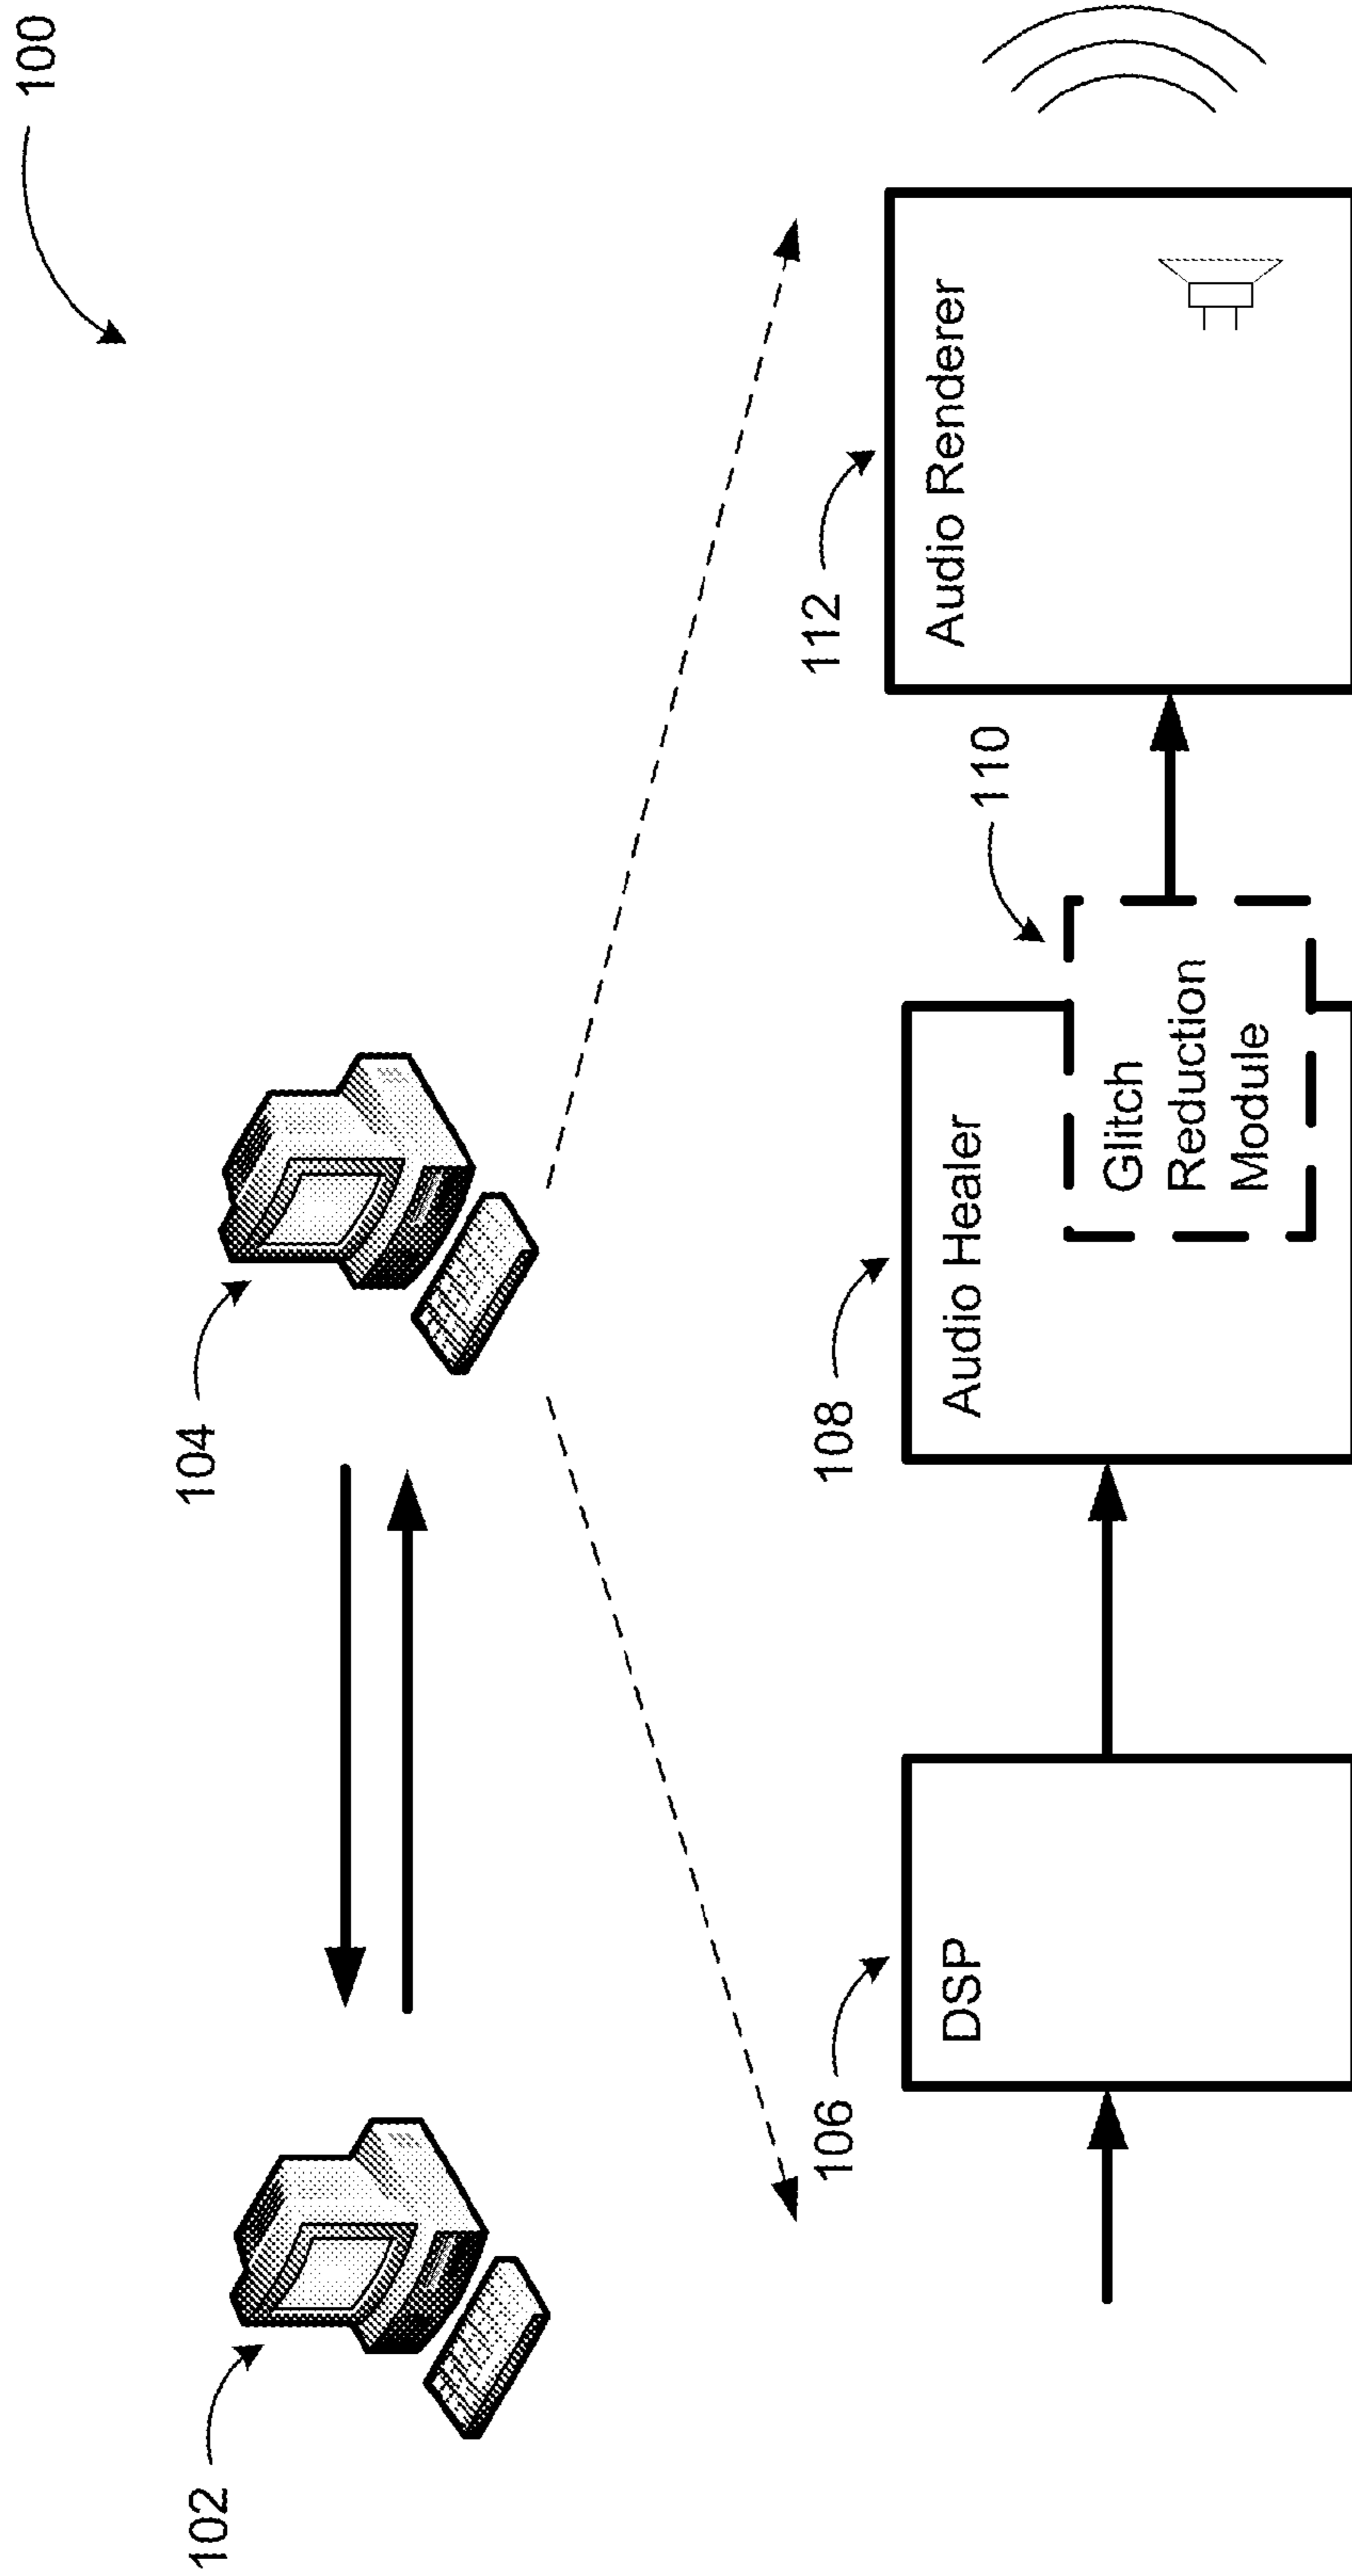 100
102
104
106
DSP
108
Audio Healer
110
Glitch
Reduction
Module
112
Audio Renderer